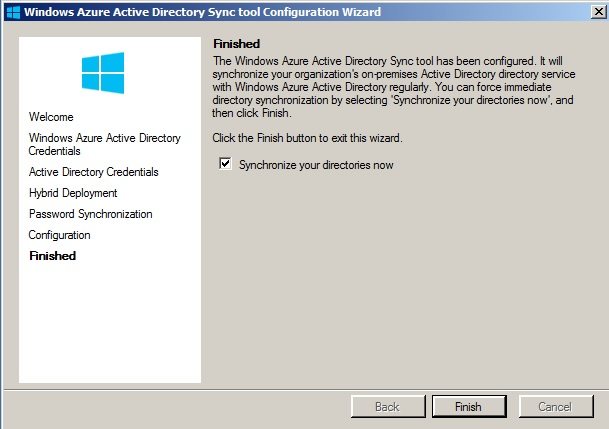 Windows Azure Active Directory Sync tool Configuration Wizard
Welcome
Windows Azure Active Directory
Credentials
Active Directory Credentials
Hybrid Deployment
Password Synchronization
Configuration
Finished
Finished
The Windows Azure Active Directory Sync tool has been configured. It will
synchronize your organization's on-premises Active Directory directory service
with Windows Azure Active Directory regularly. You can force immediate
directory synchronization by selecting 'Synchronize your directories now', and
then click Finish.
Click the Finish button to exit this wizard.
Synchronize your directories now
Back Finish Cancel